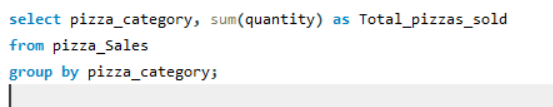 select pizza_category, sum(quantity) as Total_pizzas_sold
from pizza_Sales
group by pizza_category;